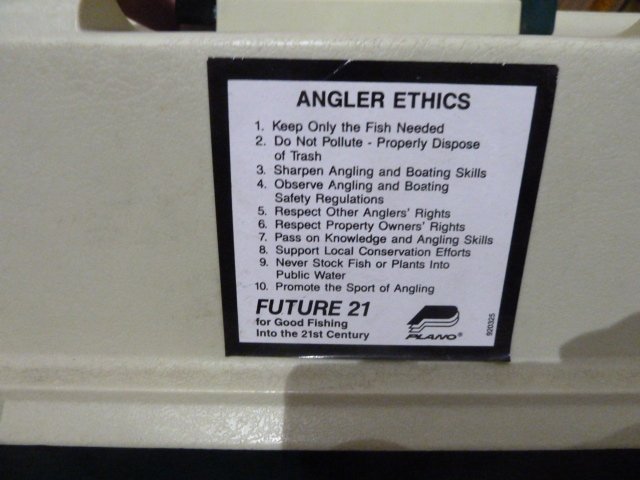 ANGLER ETHICS
1. Keep Only the Fish Needed
2. Do Not Pollute - Properly Dispose
of Trash
3. Sharpen Angling and Boating Skills
4. Observe Angling and Boating
Safety Regulations
5. Respect Other Anglers' Rights
6. Respect Property Owners' Rights
7. Pass on Knowledge and Angling Skills
8. Support Local Conservation Efforts
9. Never Stock Fish or Plants Into
Public Water
10. Promote the Sport of Angling
FUTURE 21
for Good Fishing
Into the 21st Century
PLANO®
920325